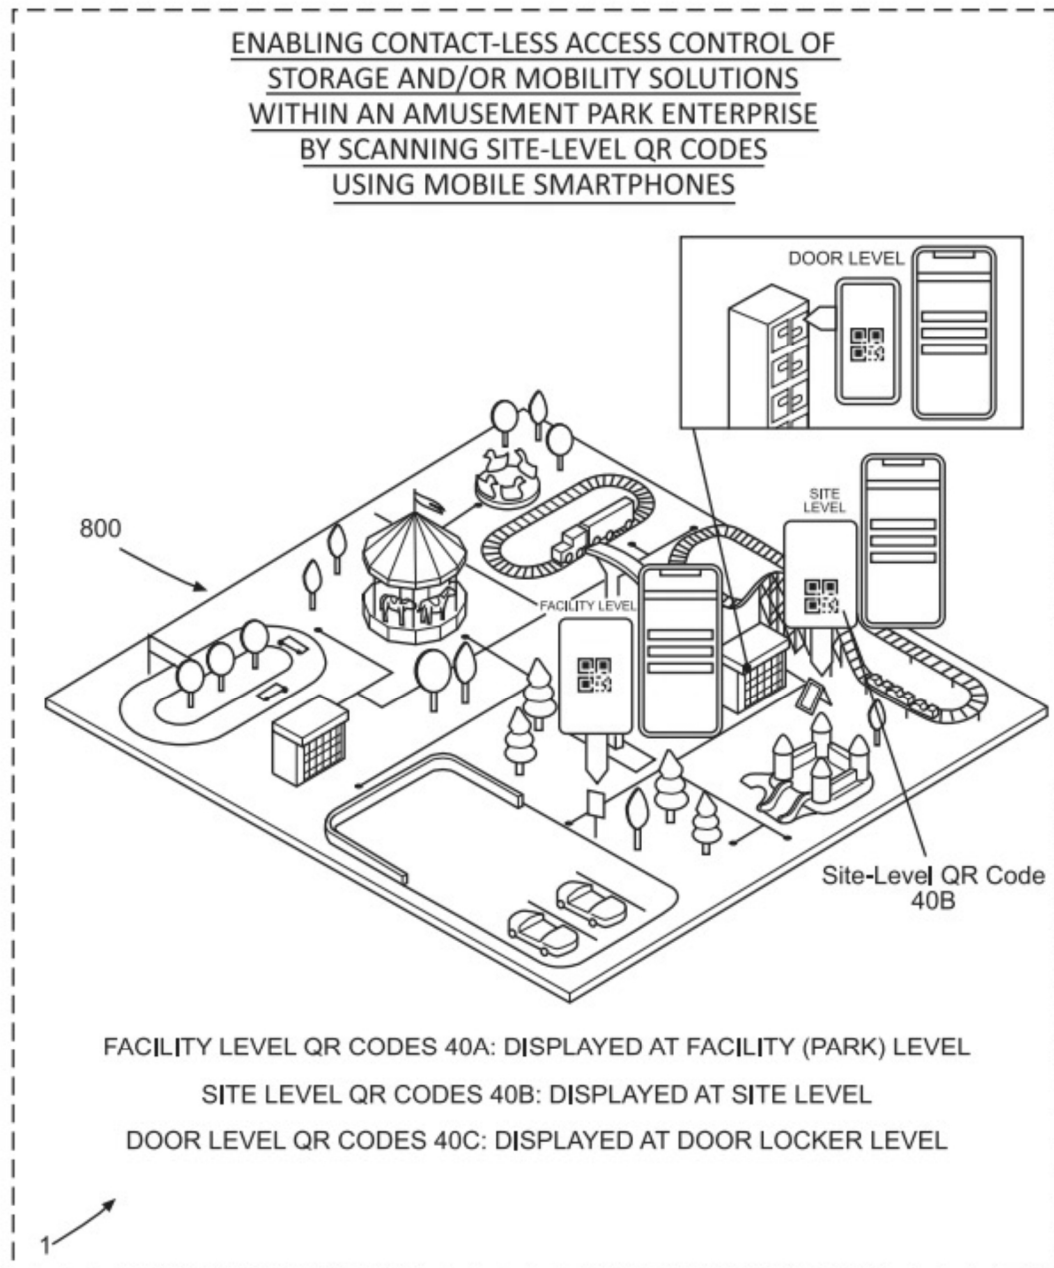 ENABLING CONTACT-LESS ACCESS CONTROL OF
STORAGE AND/OR MOBILITY SOLUTIONS
WITHIN AN AMUSEMENT PARK ENTERPRISE
BY SCANNING SITE-LEVEL QR CODES
USING MOBILE SMARTPHONES
DOOR LEVEL
SITE
LEVEL
800
FACILITY LEVEL
Site-Level QR Code
40B
FACILITY LEVEL QR CODES 40A: DISPLAYED AT FACILITY (PARK) LEVEL
SITE LEVEL QR CODES 40B: DISPLAYED AT SITE LEVEL
DOOR LEVEL QR CODES 40C: DISPLAYED AT DOOR LOCKER LEVEL
1